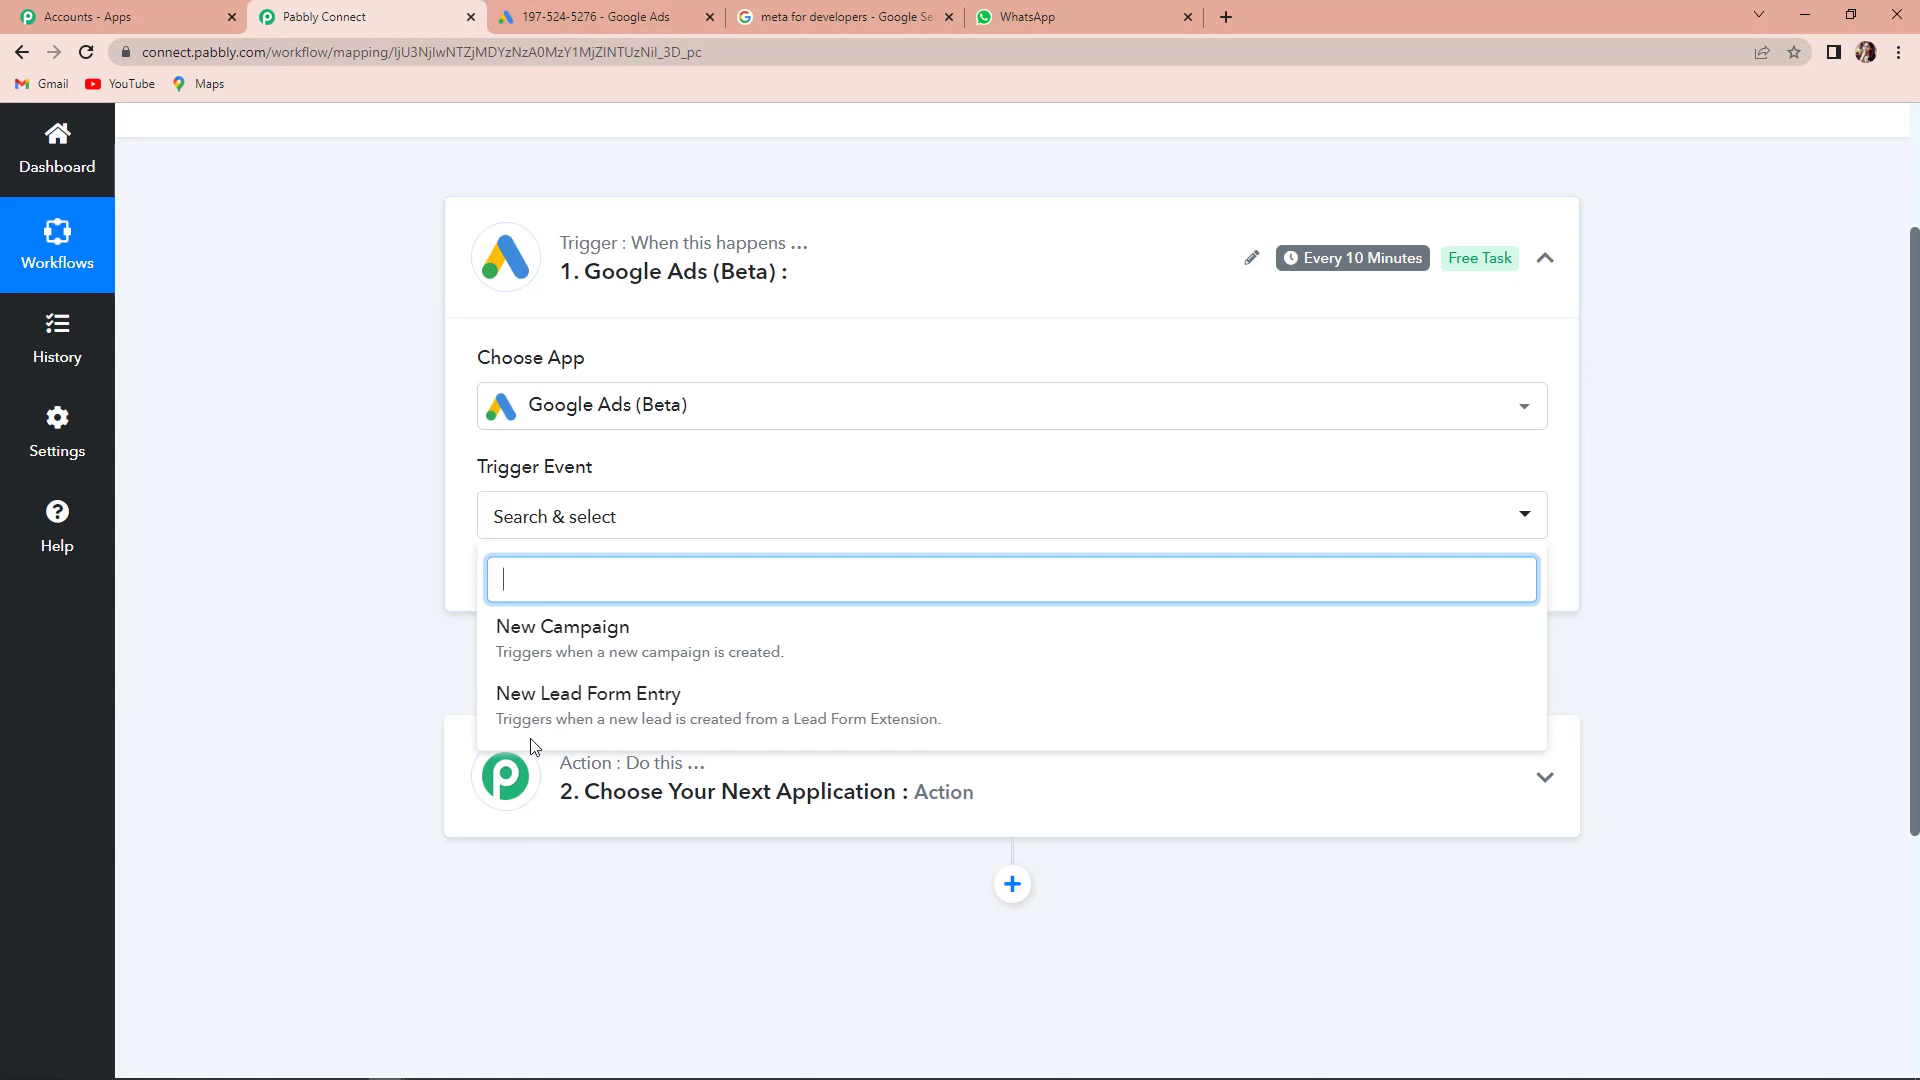 Accounts - Apps
Pabbly Connect
197-524-5276 - Google Ads
meta for developers - Google Se
WhatsApp
connect.pabbly.com/workflow/mapping/IjU3NjIwNTZjMDYzNzA0MzY1MjZlNTUzNiI_3D_pc
Gmail
YouTube
Maps
Dashboard
Workflows
History
Settings
Help
Trigger : When this happens ...
1. Google Ads (Beta) :
Every 10 Minutes
Free Task
Choose App
Google Ads (Beta)
Trigger Event
Search & select
New Campaign
Triggers when a new campaign is created.
New Lead Form Entry
Triggers when a new lead is created from a Lead Form Extension.
Action : Do this ...
2. Choose Your Next Application : Action